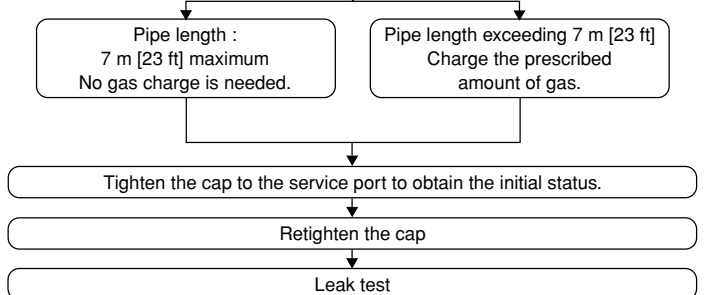 Pipe length :
7 m [23 ft] maximum
No gas charge is needed.
Pipe length exceeding 7 m [23 ft]
Charge the prescribed
amount of gas.
Tighten the cap to the service port to obtain the initial status.
Retighten the cap
Leak test